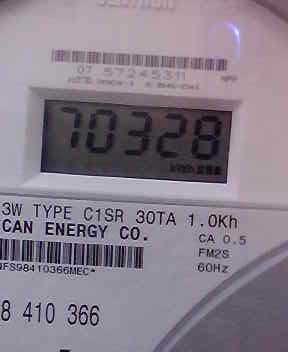 07 57245311
70328
3W TYPE C1SR 30TA 1.0Kh
CAN ENERGY CO.
CA 0.5
FM2S
60Hz
NFS98410366MEC*
8 410 366